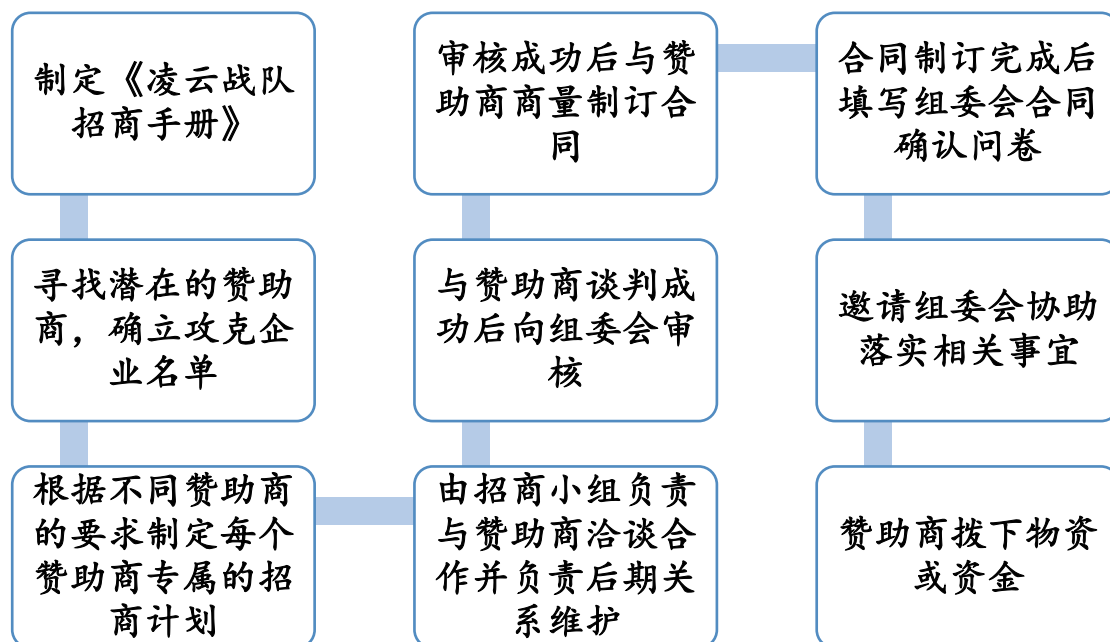 制定《凌云战队
招商手册》
寻找潜在的赞助
商，确立攻克企
业名单
根据不同赞助商
的要求制定每个
赞助商专属的招
商计划
由招商小组负责
与赞助商洽谈合
作并负责后期关
系维护
与赞助商谈判成
功后向组委会审
核
审核成功后与赞
助商商量制订合
同
合同制订完成后
填写组委会合同
确认问卷
邀请组委会协助
落实相关事宜
赞助商拨下物资
或资金